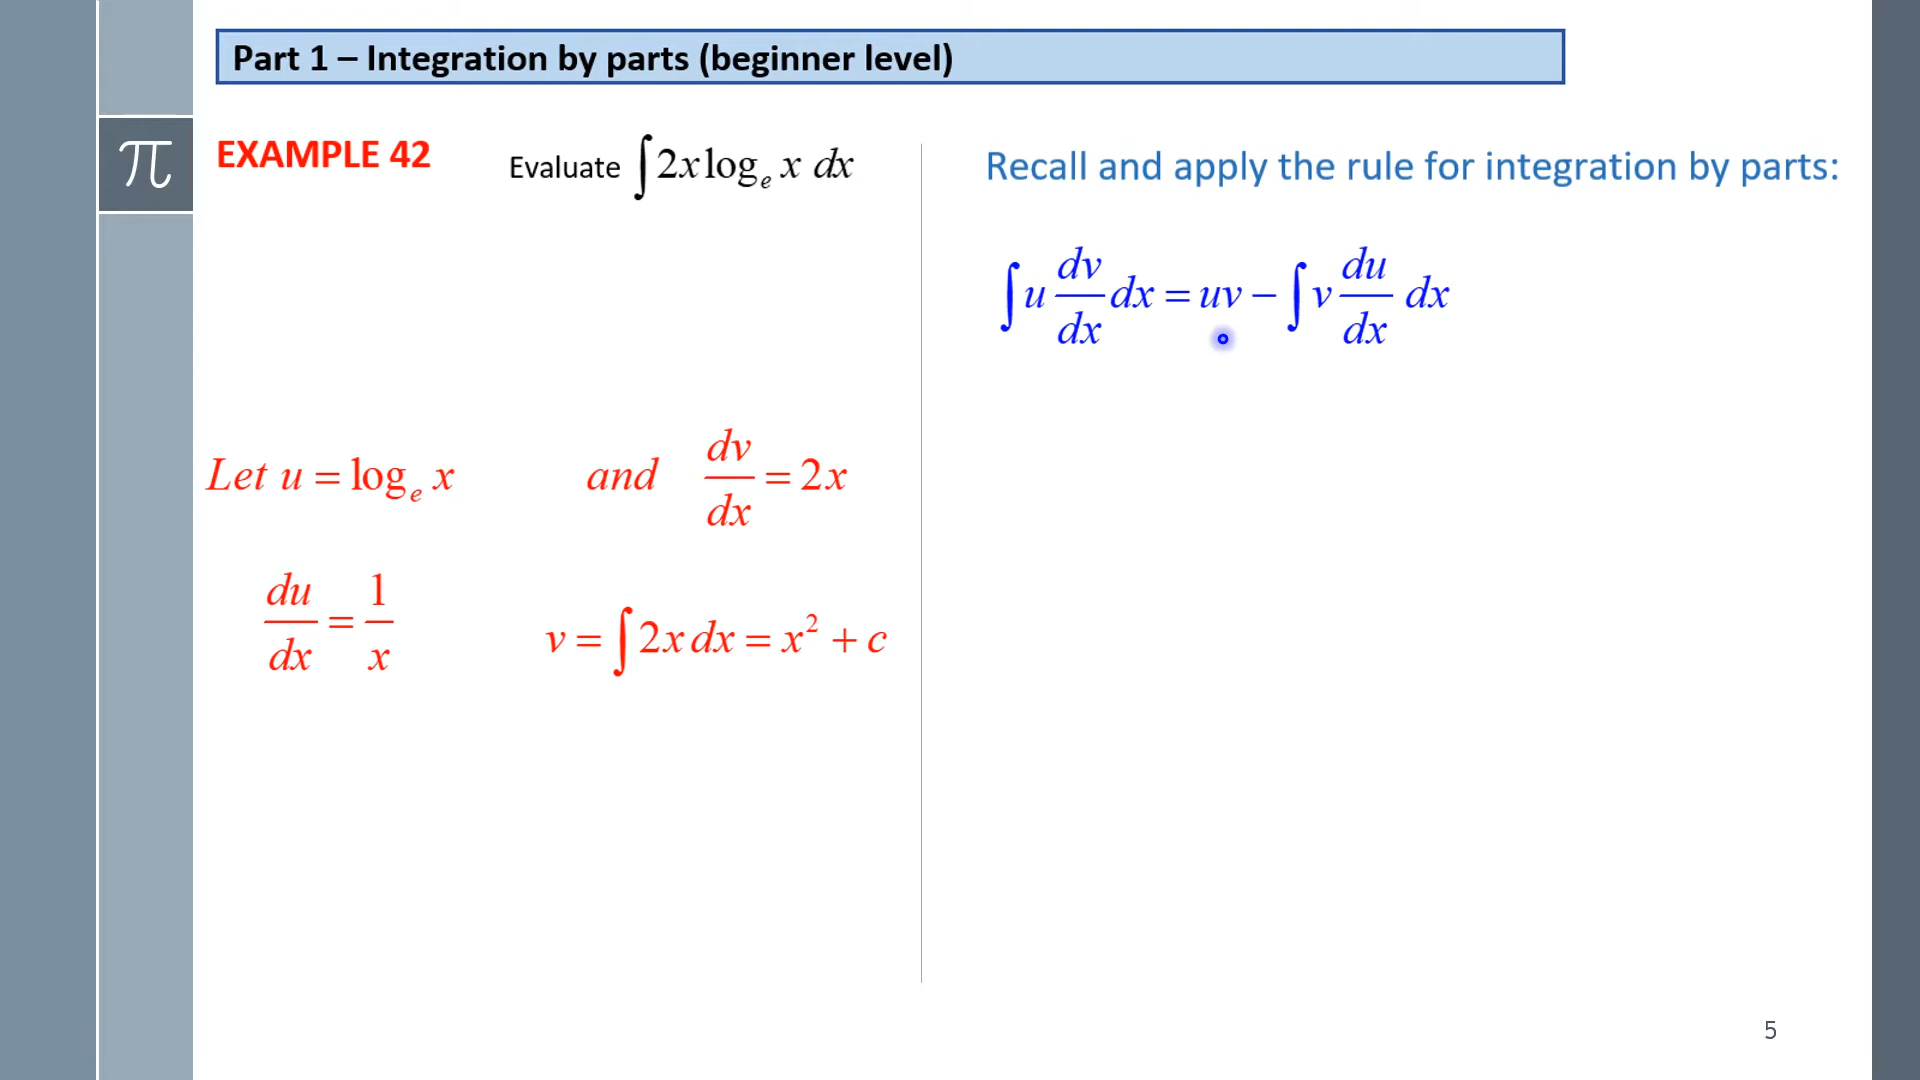 Part 1 – Integration by parts (beginner level)
π
EXAMPLE 42
Evaluate ∫ 2x logₑ x dx
Let u = logₑ x and dv/dx = 2x
du/dx = 1/x v = ∫ 2x dx = x² + c
Recall and apply the rule for integration by parts:
∫ u dv/dx dx = uv − ∫ v du/dx dx
5